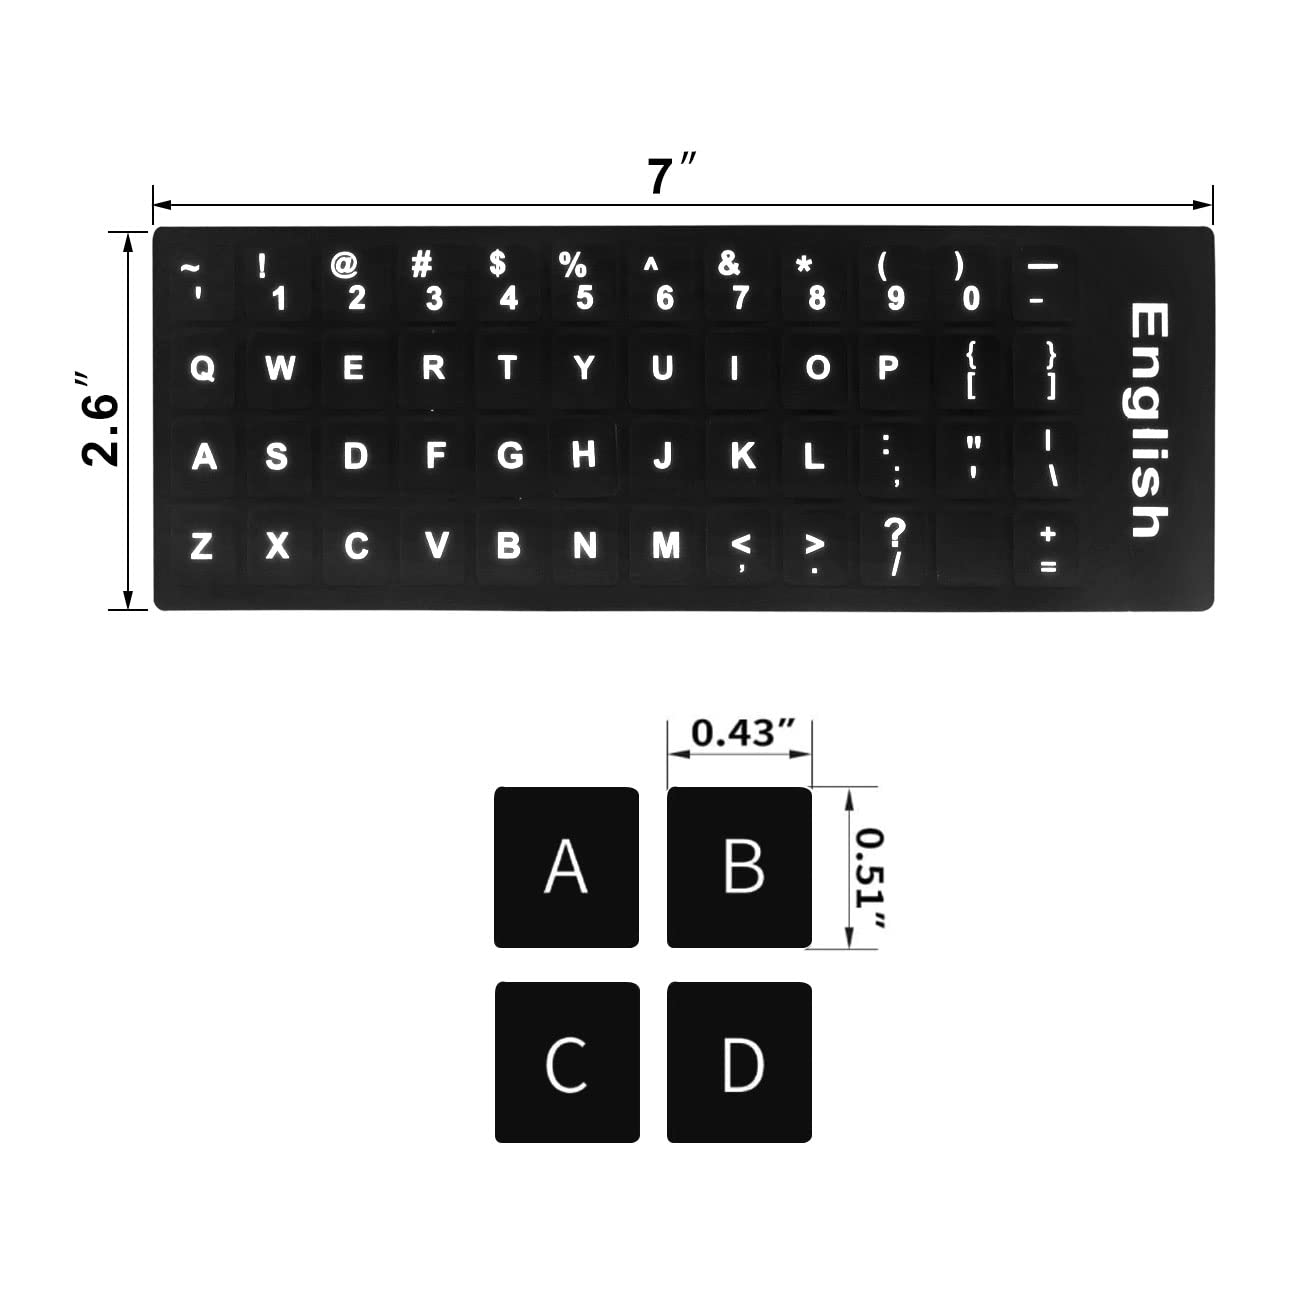 7″
2.6″
~ ! @ # $ % ^ & * ( ) —
' 1 2 3 4 5 6 7 8 9 0 -
Q W E R T Y U I O P { }
[ ]
A S D F G H J K L : " |
; ' \
Z X C V B N M < > ? +
, . / =
English
0.43″
A B
0.51″
C D